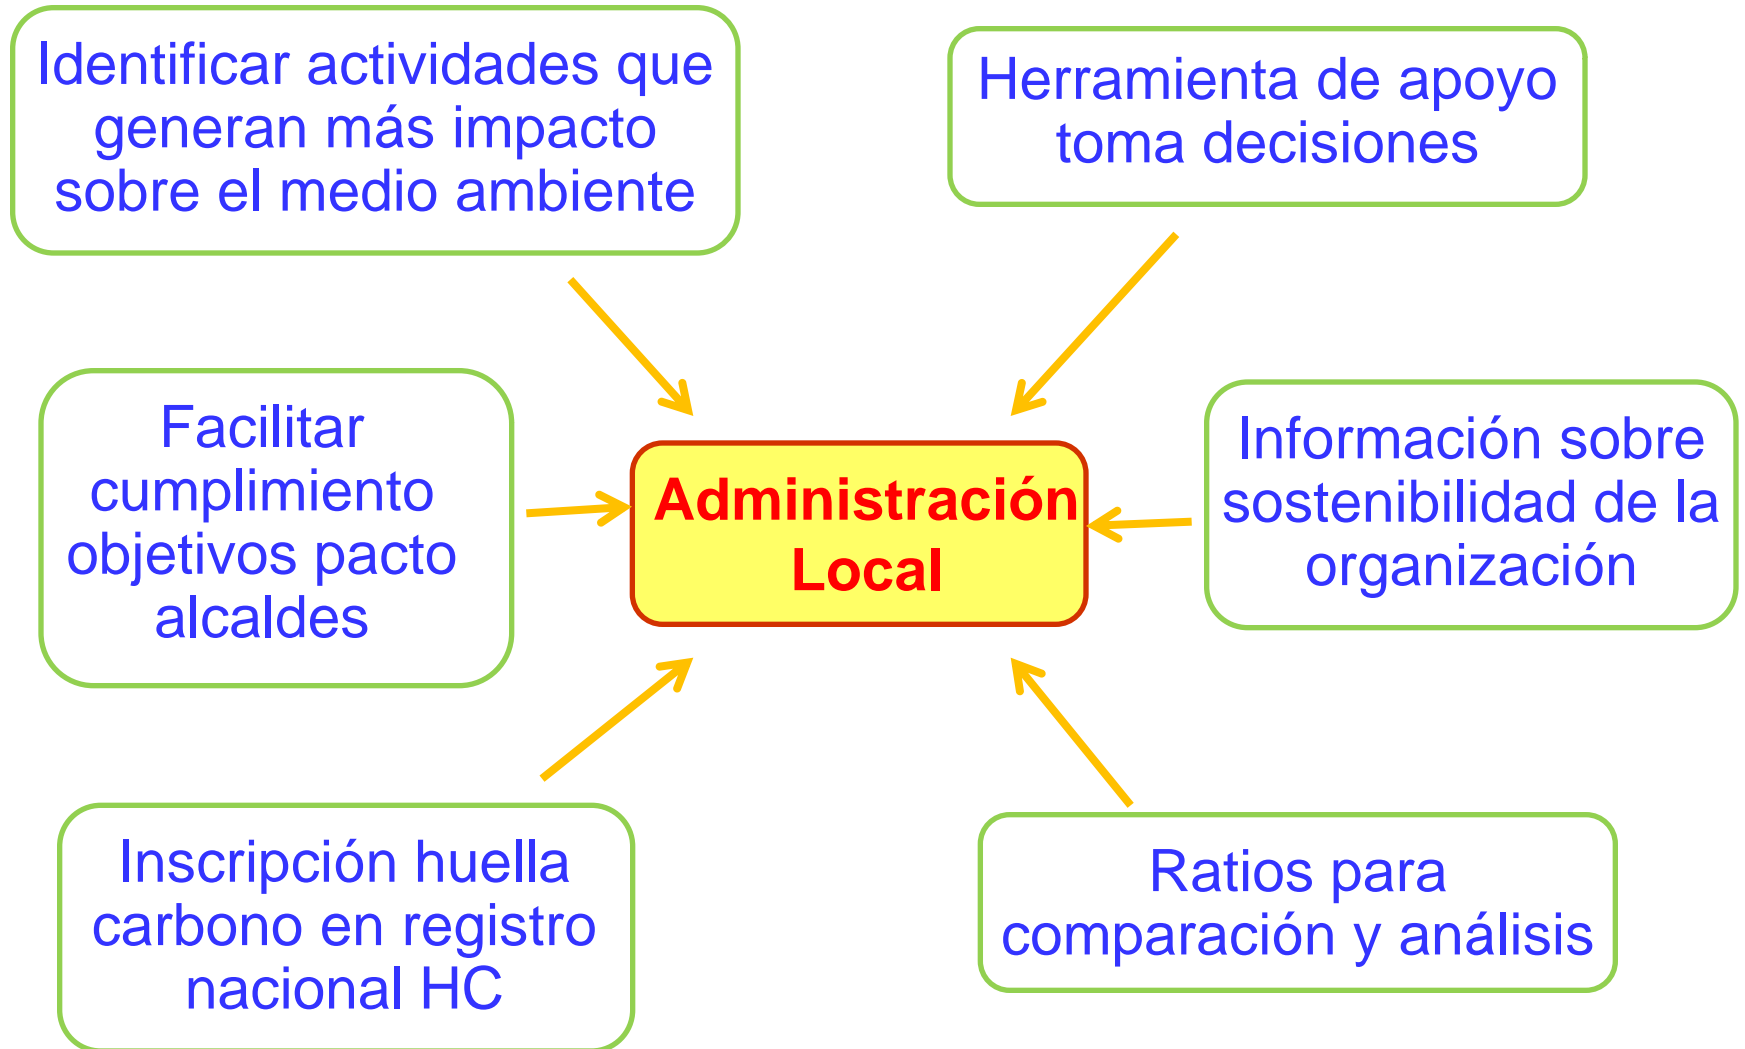 Identificar actividades que
generan más impacto
sobre el medio ambiente
Herramienta de apoyo
toma decisiones
Facilitar
cumplimiento
objetivos pacto
alcaldes
Administración
Local
Información sobre
sostenibilidad de la
organización
Inscripción huella
carbono en registro
nacional HC
Ratios para
comparación y análisis